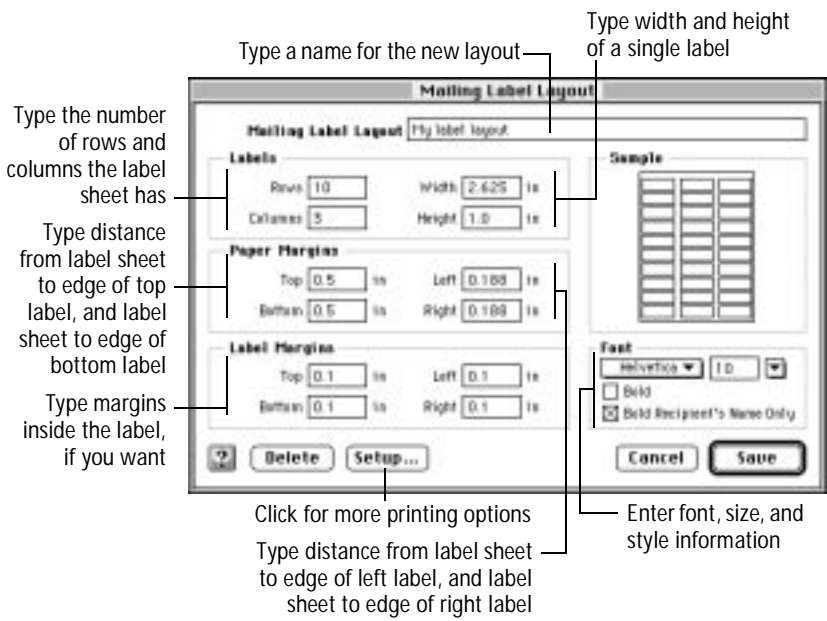 Type width and height
of a single label
Type a name for the new layout
Mailing Label Layout
Type the number
of rows and
columns the label
sheet has
Mailing Label Layout My label layout
Labels
Rows 10 Width 2.625 in
Columns 3 Height 1.0 in
Sample
Type distance
from label sheet
to edge of top
label, and label
sheet to edge of
bottom label
Paper Margins
Top 0.5 in Left 0.188 in
Bottom 0.5 in Right 0.188 in
Type margins
inside the label,
if you want
Label Margins
Top 0.1 in Left 0.1 in
Bottom 0.1 in Right 0.1 in
Font
Helvetica 10
Bold
Bold Recipient's Name Only
? Delete Setup... Cancel Save
Click for more printing options
Type distance from label sheet
to edge of left label, and label
sheet to edge of right label
Enter font, size, and
style information